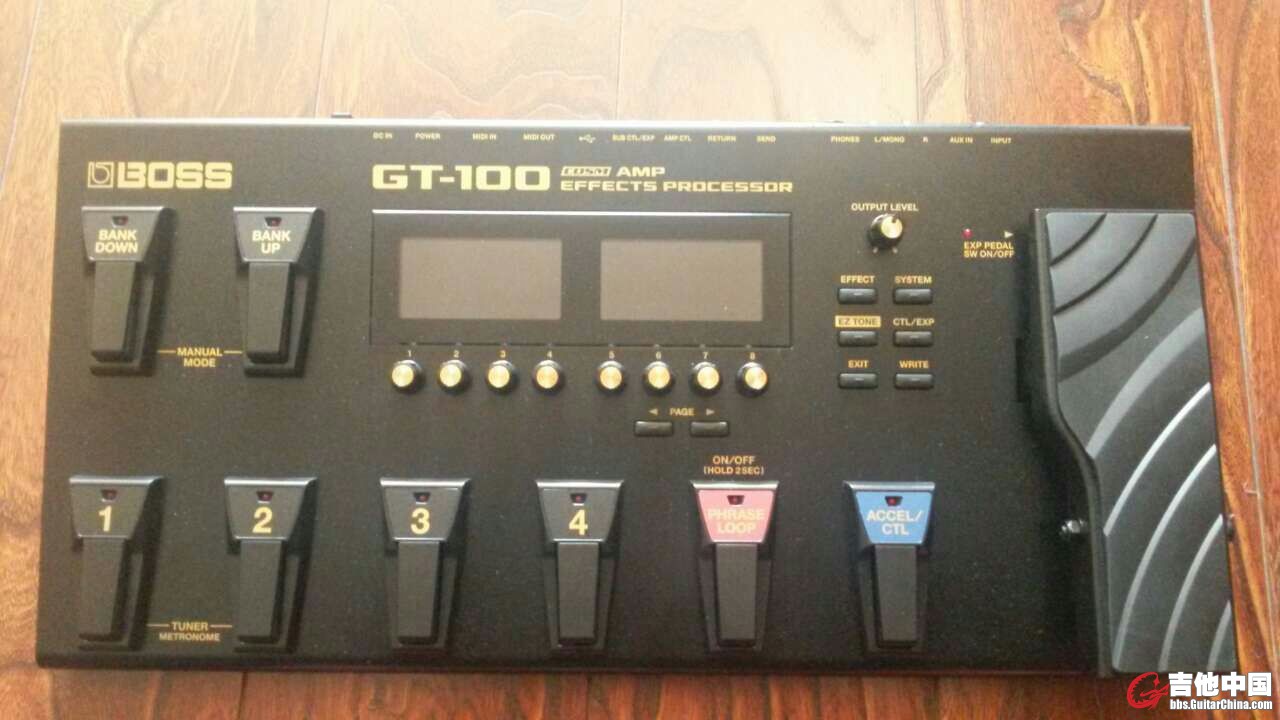 DC IN POWER MIDI IN MIDI OUT SUB CTL/EXP AMP CTL RETURN SEND PHONES L/MONO R AUX IN INPUT
BOSS
GT-100 COSM AMP
EFFECTS PROCESSOR
OUTPUT LEVEL
BANK
DOWN
BANK
UP
EXP PEDAL
SW ON/OFF
EFFECT SYSTEM
EZ TONE CTL/EXP
EXIT WRITE
MANUAL
MODE
1 2 3 4 5 6 7 8
PAGE
ON/OFF
(HOLD 2SEC)
1
2
3
4
PHRASE
LOOP
ACCEL/
CTL
TUNER
METRONOME
吉他中国
bbs.GuitarChina.com